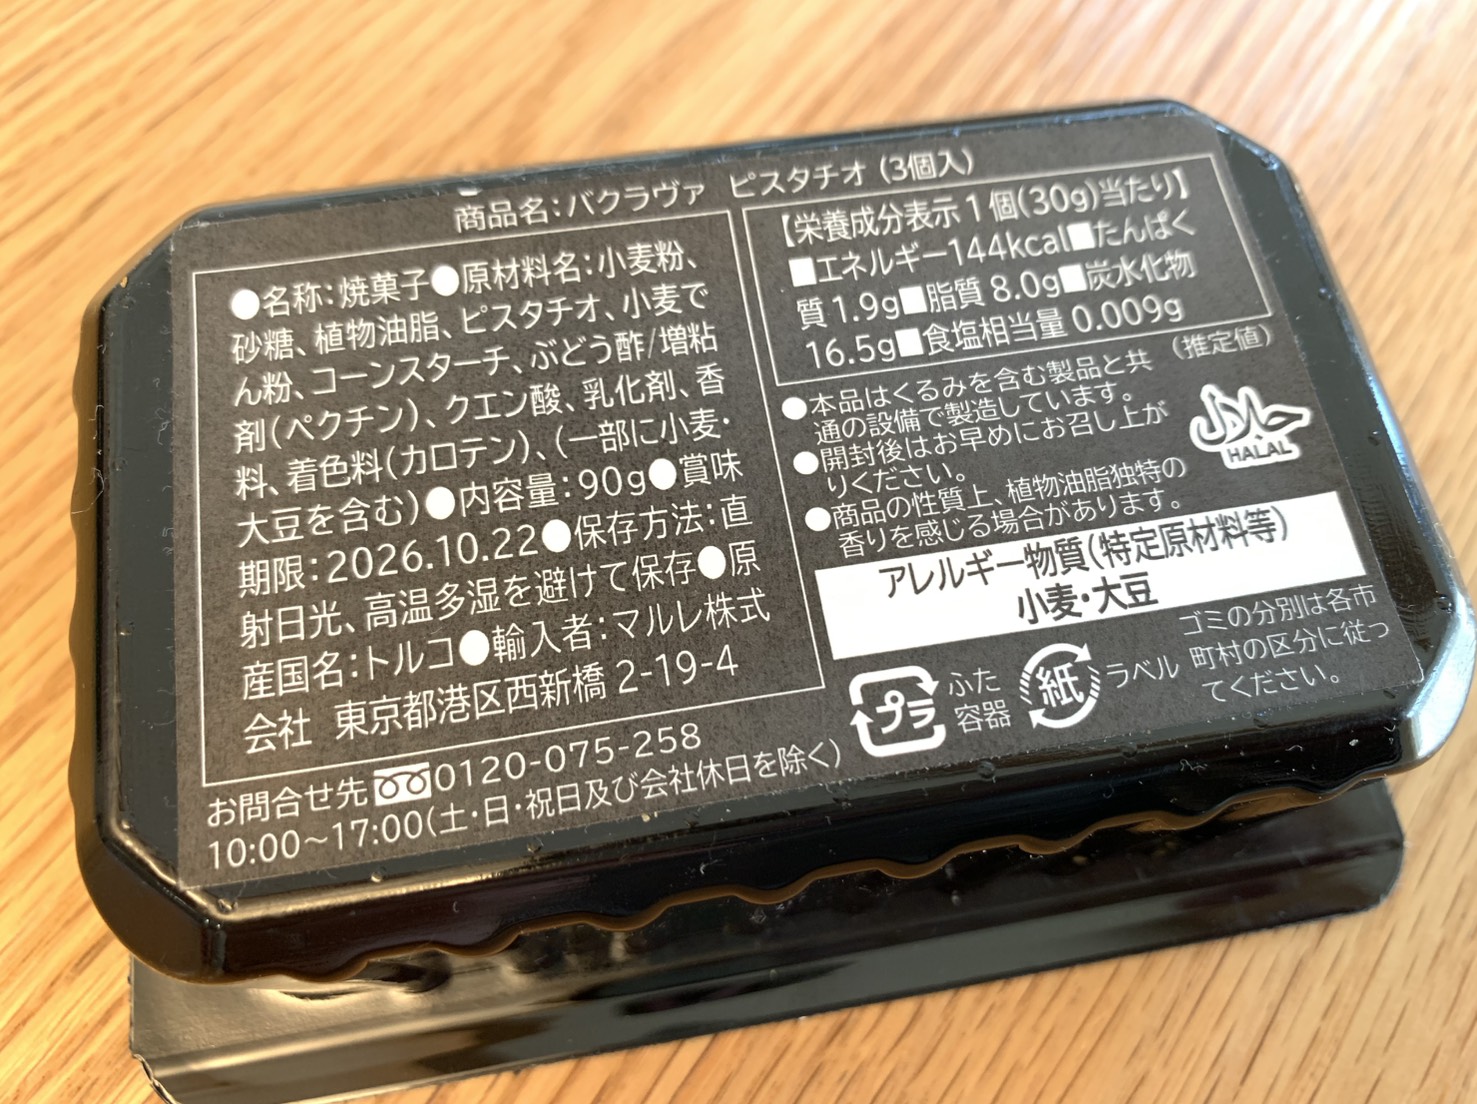 商品名：バクラヴァ　ピスタチオ（3個入）
●名称：焼菓子●原材料名：小麦粉、
砂糖、植物油脂、ピスタチオ、小麦で
ん粉、コーンスターチ、ぶどう酢/増粘
剤（ペクチン）、クエン酸、乳化剤、香
料、着色料（カロテン）、（一部に小麦・
大豆を含む）●内容量：90g●賞味
期限：2026.10.22●保存方法：直
射日光、高温多湿を避けて保存●原
産国名：トルコ●輸入者：マルレ株式
会社　東京都港区西新橋 2-19-4
お問合せ先 0120-075-258
10:00～17:00（土・日・祝日及び会社休日を除く）
【栄養成分表示１個（30g）当たり】
■エネルギー144kcal■たんぱく
質 1.9g■脂質 8.0g■炭水化物
16.5g■食塩相当量 0.009g
（推定値）
●本品はくるみを含む製品と共
通の設備で製造しています。
●開封後はお早めにお召し上が
りください。
●商品の性質上、植物油脂独特の
香りを感じる場合があります。
حلال
HALAL
アレルギー物質（特定原材料等）
小麦・大豆
プラ
ふた
容器
紙
ラベル
ゴミの分別は各市
町村の区分に従っ
てください。